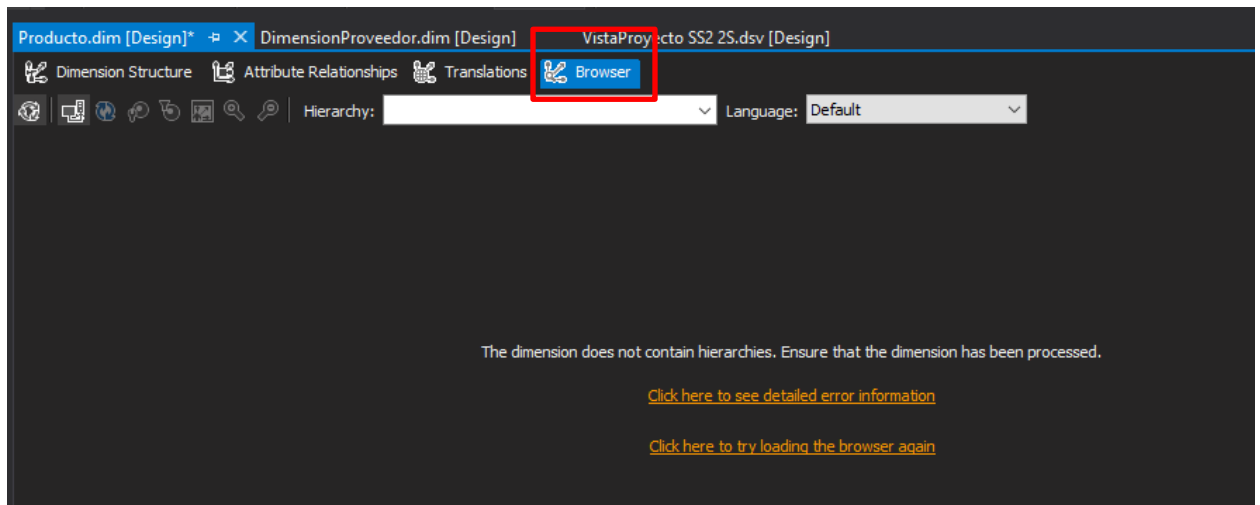 Producto.dim [Design]* DimensionProveedor.dim [Design] VistaProyecto SS2 2S.dsv [Design]
Dimension Structure Attribute Relationships Translations Browser
Hierarchy: Language: Default
The dimension does not contain hierarchies. Ensure that the dimension has been processed.
Click here to see detailed error information
Click here to try loading the browser again